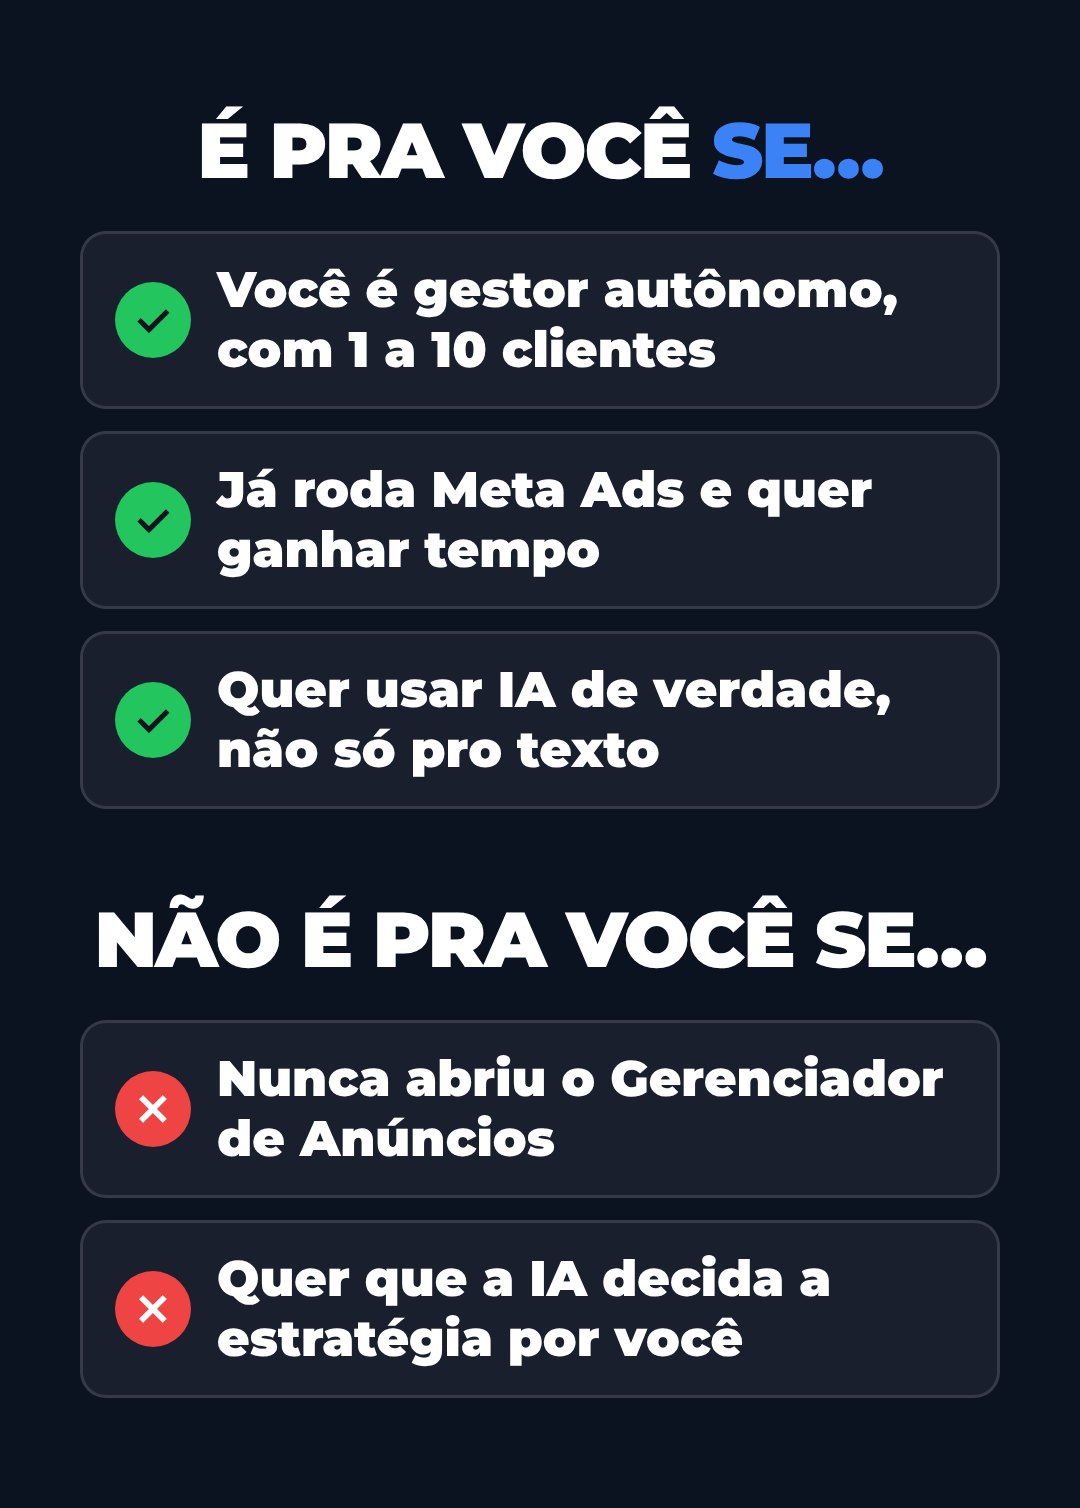 É PRA VOCÊ SE...
Você é gestor autônomo,
com 1 a 10 clientes
Já roda Meta Ads e quer
ganhar tempo
Quer usar IA de verdade,
não só pro texto
NÃO É PRA VOCÊ SE...
Nunca abriu o Gerenciador
de Anúncios
Quer que a IA decida a
estratégia por você